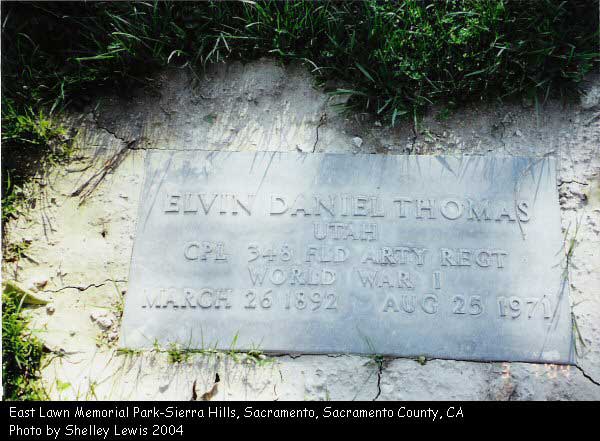 ELVIN DANIEL THOMAS
UTAH
CPL 348 FLD ARTY REGT
WORLD WAR I
MARCH 26 1892 AUG 25 1971
East Lawn Memorial Park-Sierra Hills, Sacramento, Sacramento County, CA
Photo by Shelley Lewis 2004